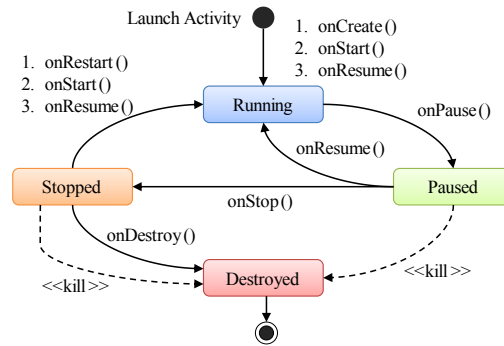 Launch Activity
1. onCreate()
2. onStart()
3. onResume()
1. onRestart()
2. onStart()
3. onResume()
Running
onPause()
onResume()
Stopped
Paused
onStop()
onDestroy()
<<kill>>
<<kill>>
Destroyed